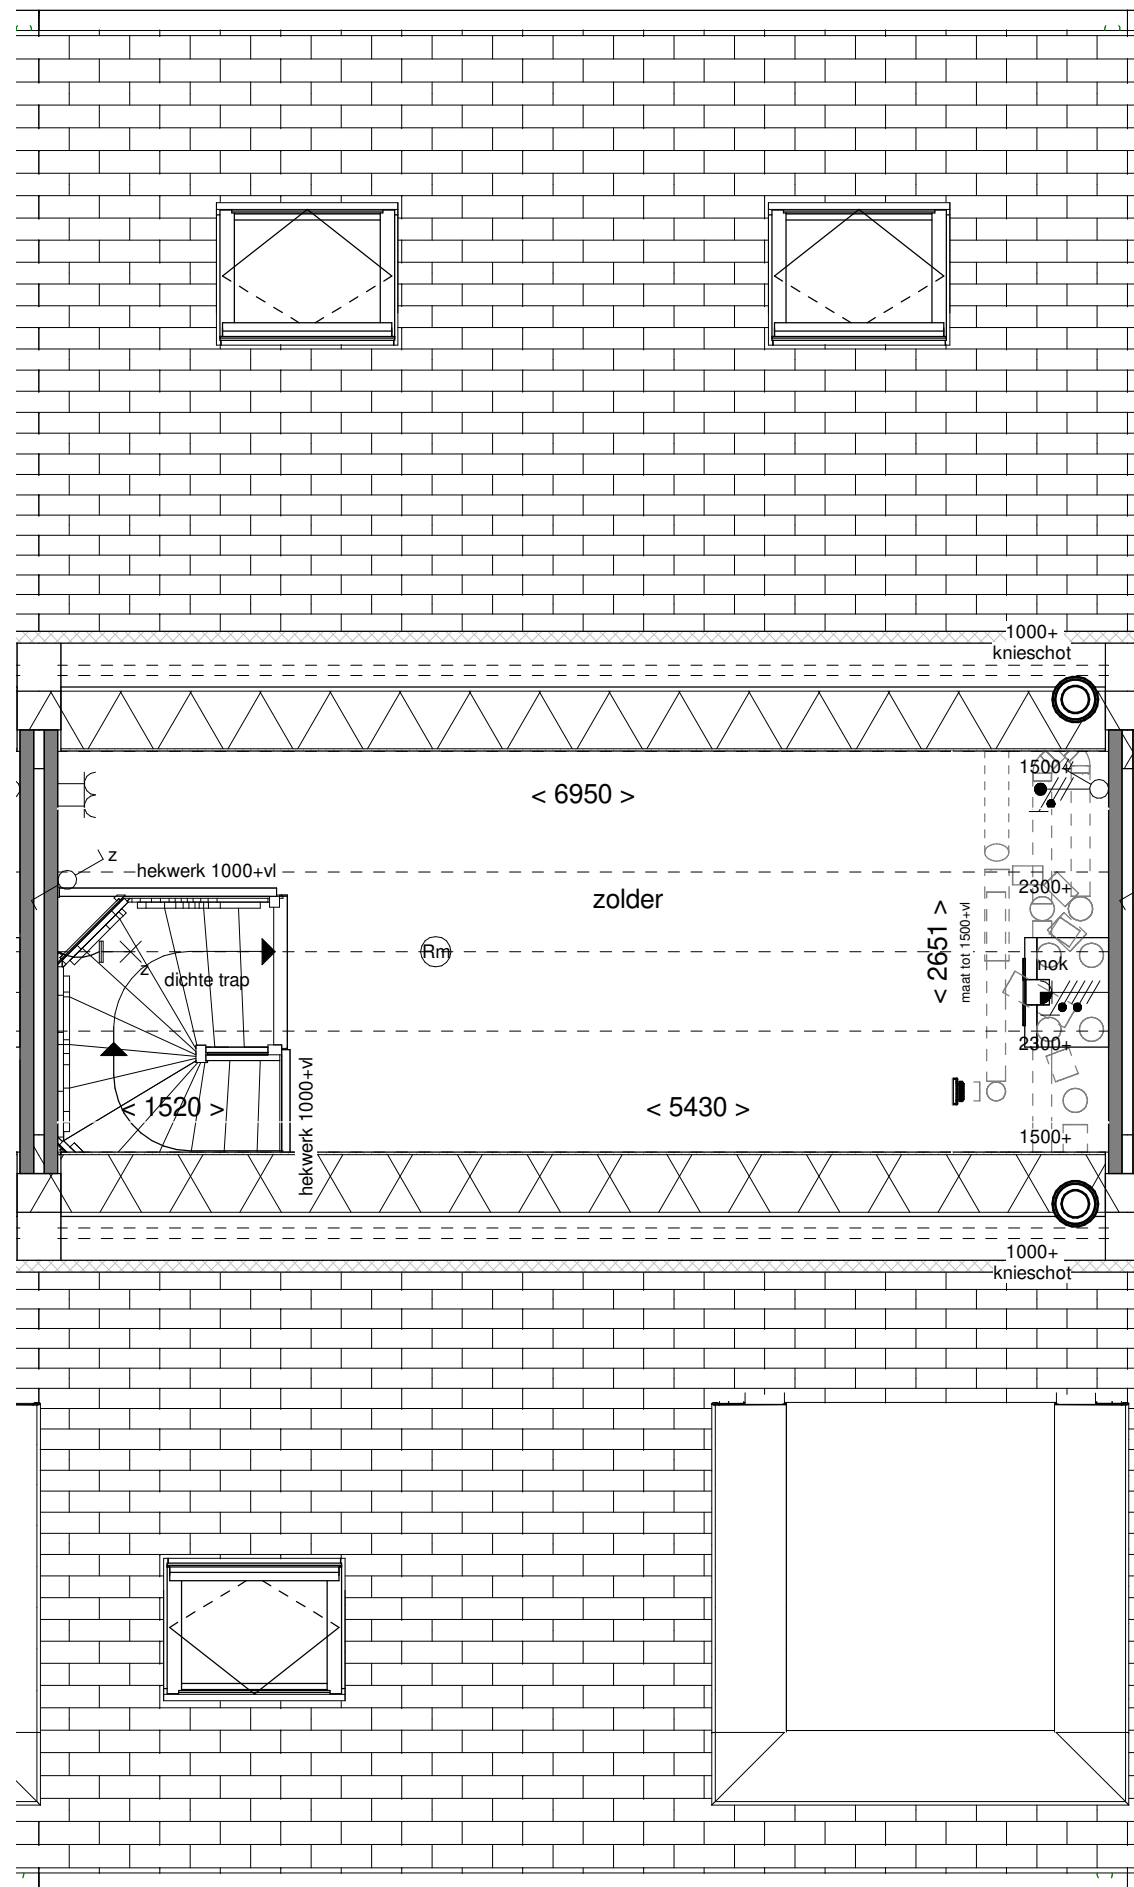 1000+
knieschot
1500+
< 6950 >
z
hekwerk 1000+vl
zolder
2300+
< 2651 >
maat tot 1500+vl
Rm
z
dichte trap
nok
2300+
hekwerk 1000+vl
< 1520 >
< 5430 >
1500+
1000+
knieschot